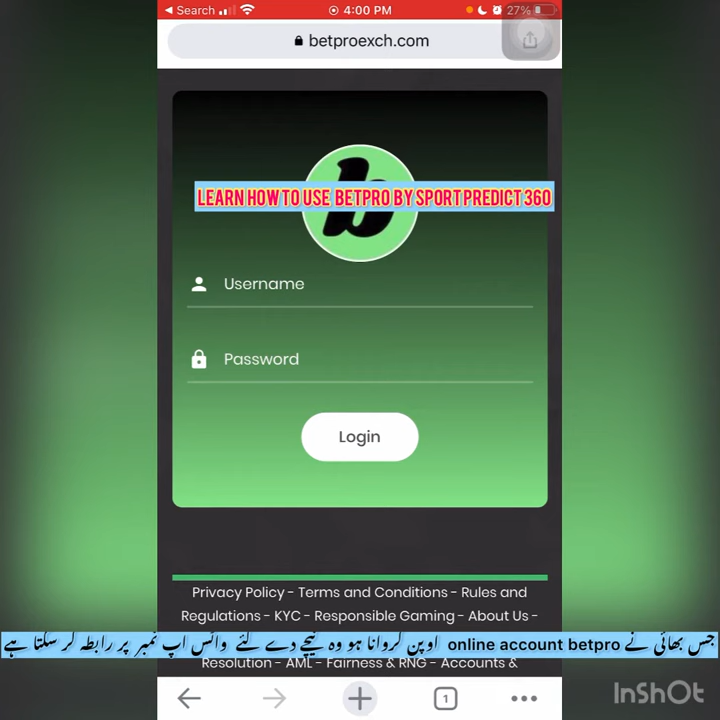 Search
4:00 PM
27%
betproexch.com
b
LEARN HOW TO USE BETPRO BY SPORT PREDICT 360
Username
Password
Login
Privacy Policy - Terms and Conditions - Rules and
Regulations - KYC - Responsible Gaming - About Us -
جس بھائی نے online account betpro اوپن کروانا ہو وہ نیچے دے گئے واٹس اپ نمبر پر رابطہ کر سکتا ہے
Resolution - AML - Fairness & RNG - Accounts &
1
InShOt